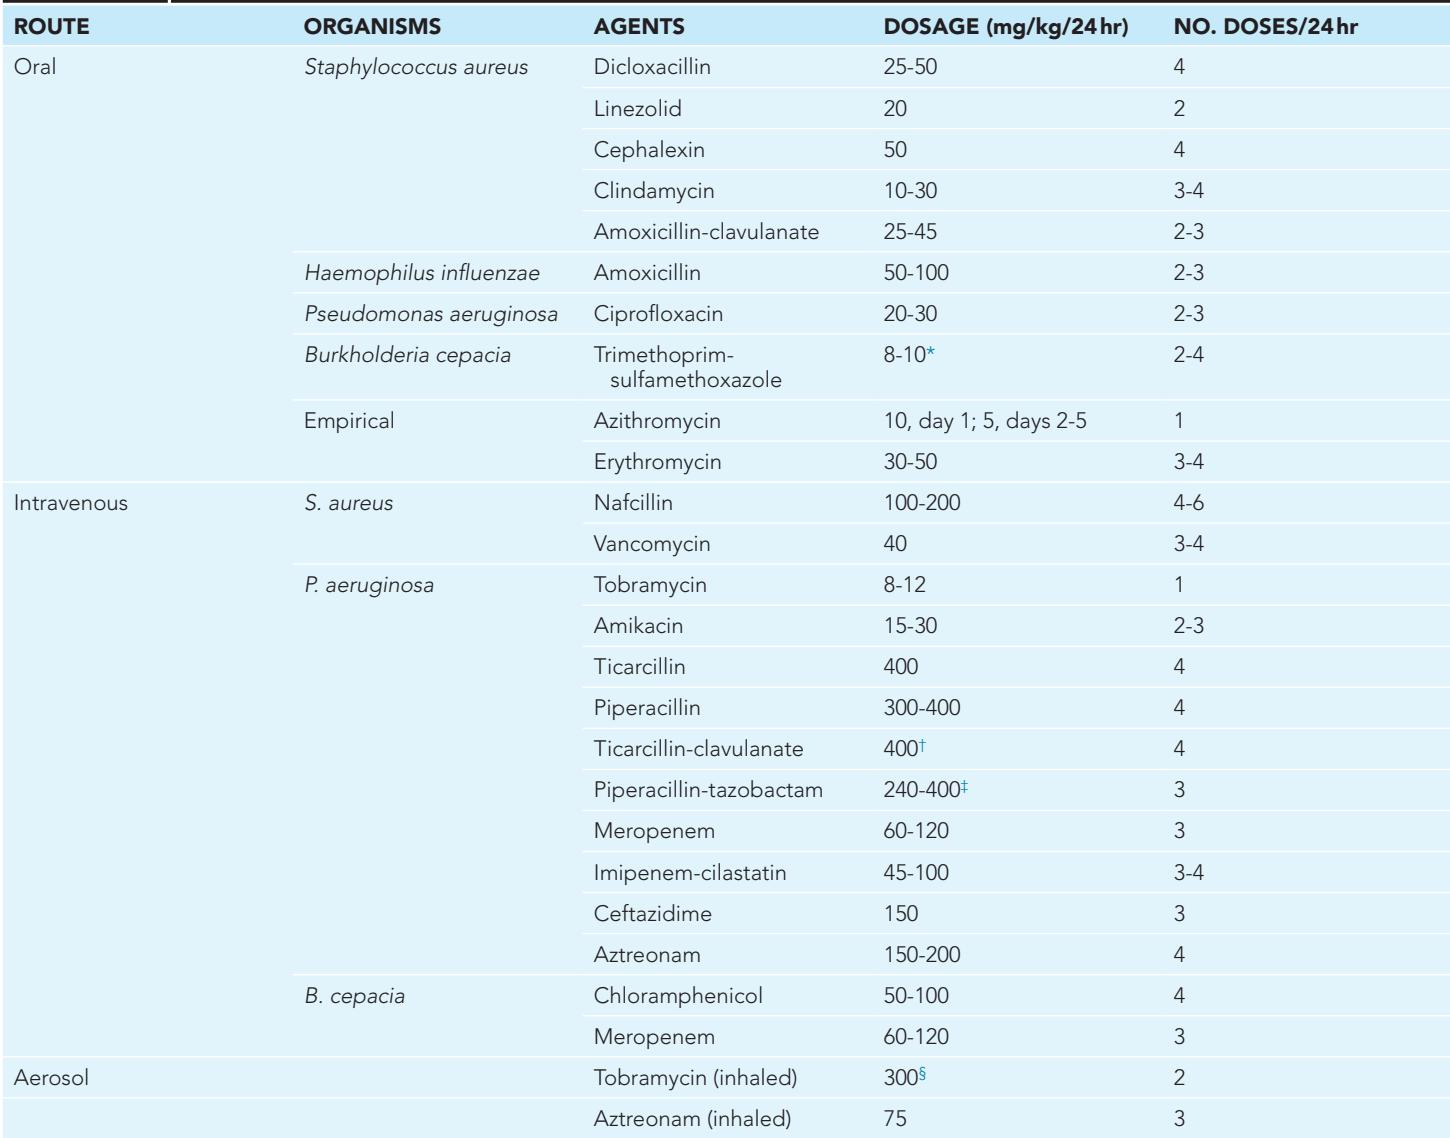 ROUTE ORGANISMS AGENTS DOSAGE (mg/kg/24 hr) NO. DOSES/24 hr
Oral Staphylococcus aureus Dicloxacillin 25-50 4
Linezolid 20 2
Cephalexin 50 4
Clindamycin 10-30 3-4
Amoxicillin-clavulanate 25-45 2-3
Haemophilus influenzae Amoxicillin 50-100 2-3
Pseudomonas aeruginosa Ciprofloxacin 20-30 2-3
Burkholderia cepacia Trimethoprim- 8-10* 2-4
sulfamethoxazole
Empirical Azithromycin 10, day 1; 5, days 2-5 1
Erythromycin 30-50 3-4
Intravenous S. aureus Nafcillin 100-200 4-6
Vancomycin 40 3-4
P. aeruginosa Tobramycin 8-12 1
Amikacin 15-30 2-3
Ticarcillin 400 4
Piperacillin 300-400 4
Ticarcillin-clavulanate 400† 4
Piperacillin-tazobactam 240-400‡ 3
Meropenem 60-120 3
Imipenem-cilastatin 45-100 3-4
Ceftazidime 150 3
Aztreonam 150-200 4
B. cepacia Chloramphenicol 50-100 4
Meropenem 60-120 3
Aerosol Tobramycin (inhaled) 300§ 2
Aztreonam (inhaled) 75 3